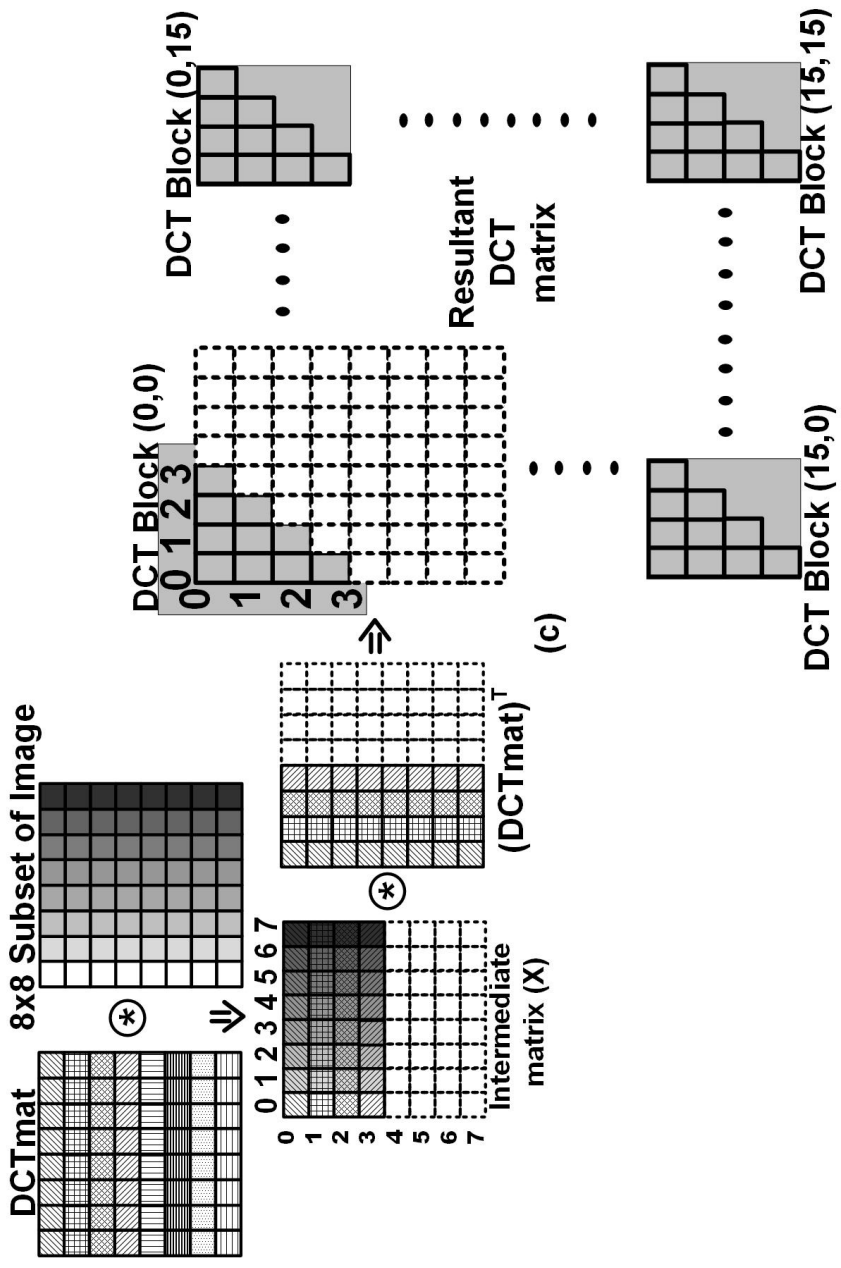 DCTmat
8x8 Subset of Image
*
0 1 2 3 4 5 6 7
0
1
2
3
4
5
6
7
Intermediate
matrix (X)
*
(DCTmat)T
(c)
DCT Block (0,0)
0 1 2 3
0
1
2
3
DCT Block (0,15)
Resultant
DCT
matrix
DCT Block (15,0)
DCT Block (15,15)